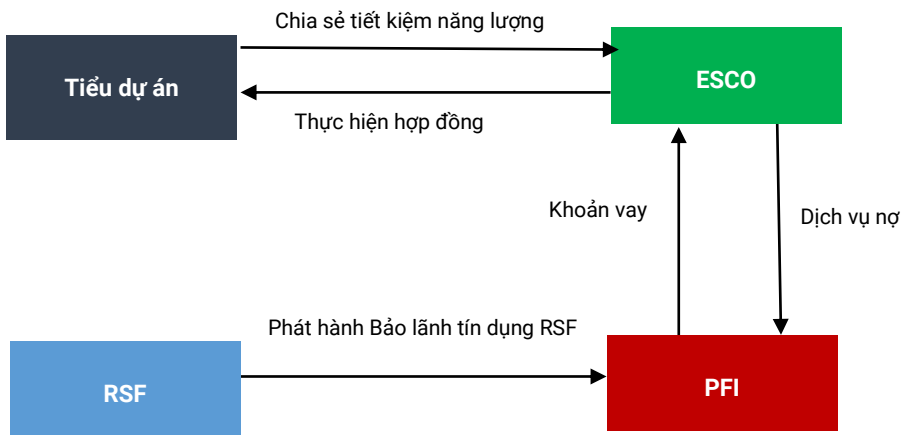 Chia sẻ tiết kiệm năng lượng
Tiểu dự án
ESCO
Thực hiện hợp đồng
Khoản vay
Dịch vụ nợ
Phát hành Bảo lãnh tín dụng RSF
RSF
PFI